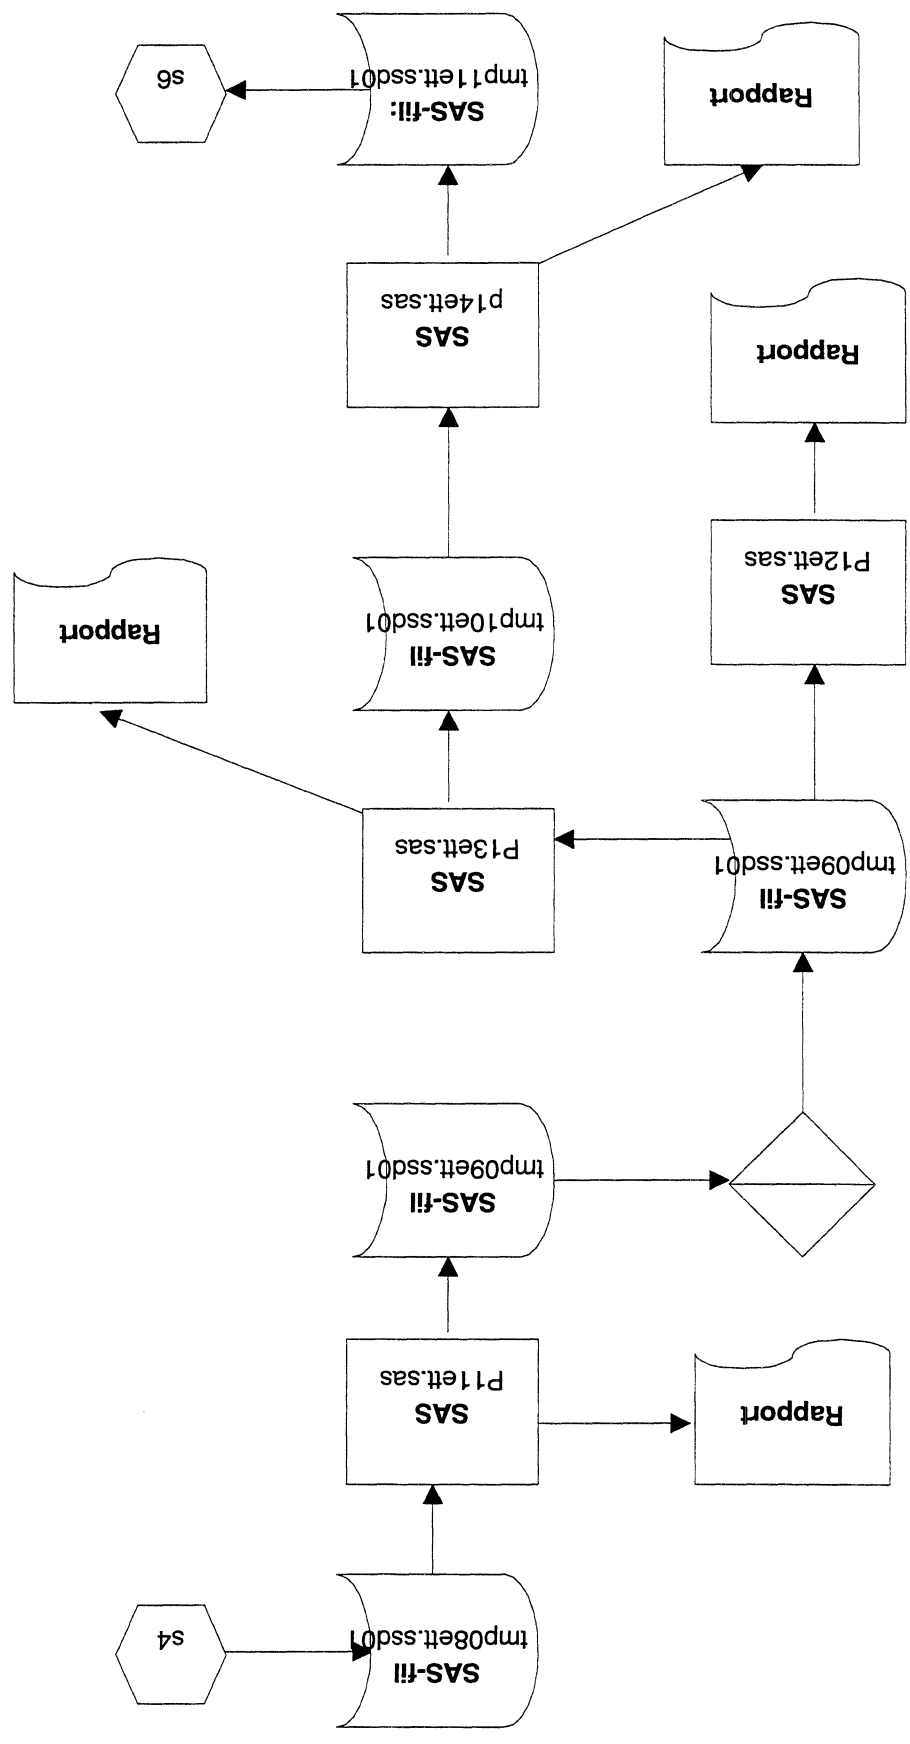 SAS-fil
tmp08ett.ssd01
s4
Rapport
SAS
P11ett.sas
SAS-fil
tmp09ett.ssd01
SAS-fil
tmp09ett.ssd01
SAS
P13ett.sas
SAS-fil
tmp10ett.ssd01
Rapport
SAS
P12ett.sas
Rapport
SAS
p14ett.sas
Rapport
SAS-fil:
tmp11ett.ssd01
s6